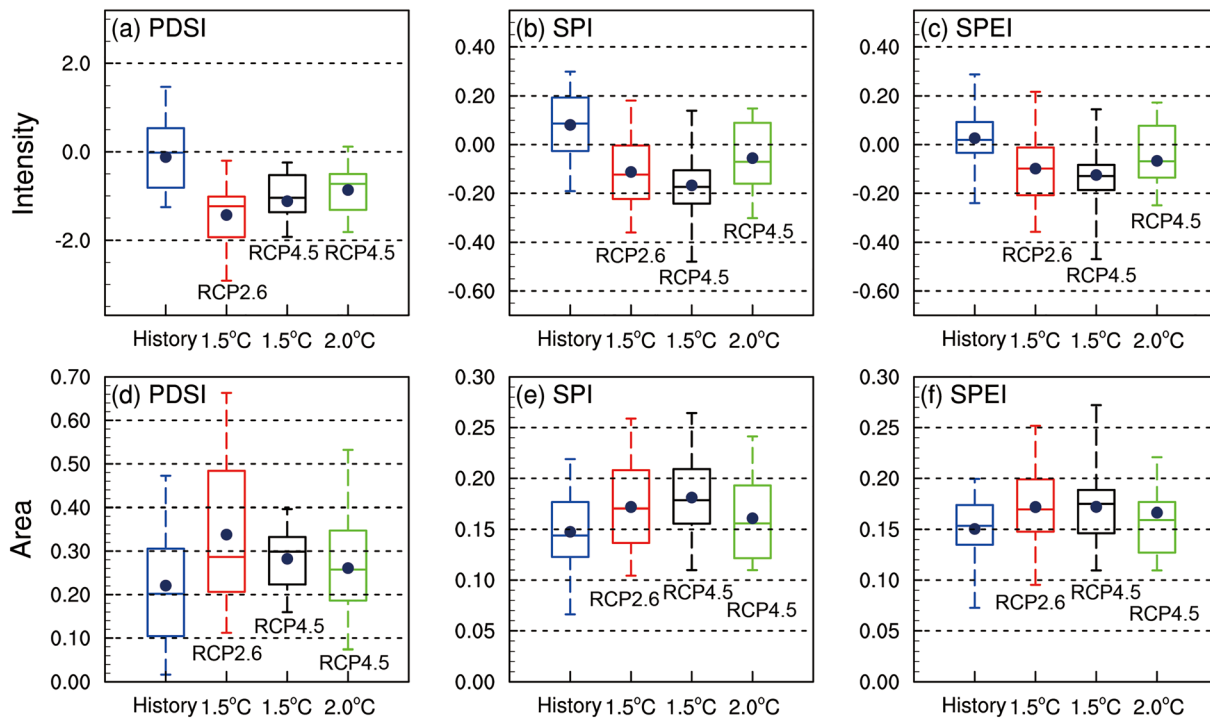 (a) PDSI
(b) SPI
(c) SPEI
Intensity
2.0
0.0
-2.0
0.40
0.20
0.00
-0.20
-0.40
-0.60
0.40
0.20
0.00
-0.20
-0.40
-0.60
RCP2.6
RCP4.5
RCP4.5
RCP2.6
RCP4.5
RCP4.5
RCP2.6
RCP4.5
RCP4.5
History 1.5°C 1.5°C 2.0°C
History 1.5°C 1.5°C 2.0°C
History 1.5°C 1.5°C 2.0°C
(d) PDSI
(e) SPI
(f) SPEI
Area
0.70
0.60
0.50
0.40
0.30
0.20
0.10
0.00
0.30
0.25
0.20
0.15
0.10
0.05
0.00
0.30
0.25
0.20
0.15
0.10
0.05
0.00
RCP2.6
RCP4.5
RCP4.5
RCP2.6
RCP4.5
RCP4.5
RCP2.6
RCP4.5
RCP4.5
History 1.5°C 1.5°C 2.0°C
History 1.5°C 1.5°C 2.0°C
History 1.5°C 1.5°C 2.0°C